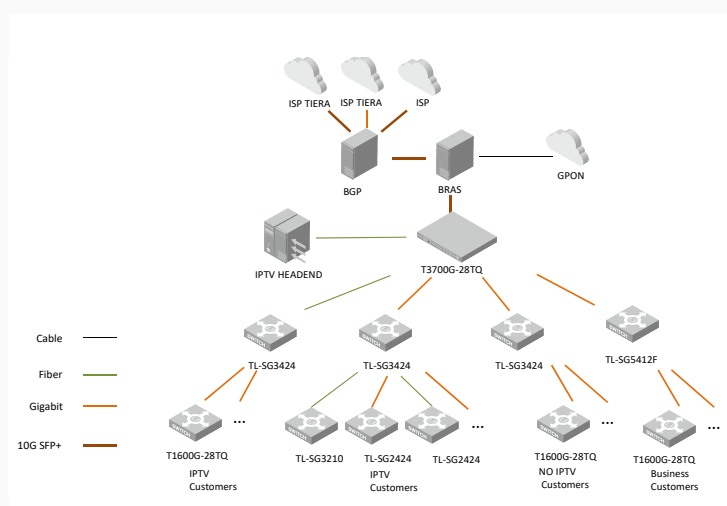 ISP TIERA
ISP TIERA
ISP
BGP
BRAS
GPON
IPTV HEADEND
T3700G-28TQ
TL-SG3424
TL-SG3424
TL-SG3424
TL-SG5412F
Cable
Fiber
Gigabit
10G SFP+
...
...
...
...
T1600G-28TQ
IPTV
Customers
TL-SG3210
TL-SG2424
TL-SG2424
IPTV
Customers
T1600G-28TQ
NO IPTV
Customers
T1600G-28TQ
Business
Customers